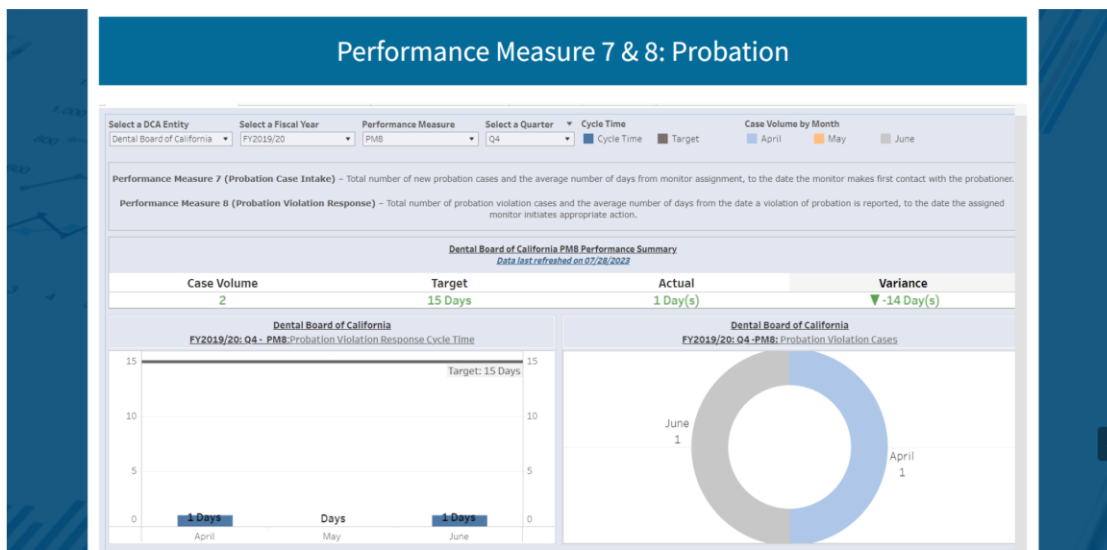 Performance Measure 7 & 8: Probation
Select a DCA Entity
Select a Fiscal Year
Performance Measure
Select a Quarter
Cycle Time
Case Volume by Month
Dental Board of California
FY2019/20
PM8
Q4
Cycle Time
Target
April
May
June
Performance Measure 7 (Probation Case Intake) – Total number of new probation cases and the average number of days from monitor assignment, to the date the monitor makes first contact with the probationer.
Performance Measure 8 (Probation Violation Response) – Total number of probation violation cases and the average number of days from the date a violation of probation is reported, to the date the assigned
monitor initiates appropriate action.
Dental Board of California PM8 Performance Summary
Data last refreshed on 07/28/2023
Case Volume
Target
Actual
Variance
2
15 Days
1 Day(s)
▼ -14 Day(s)
Dental Board of California
FY2019/20: Q4 - PM8:Probation Violation Response Cycle Time
15
15
Target: 15 Days
10
10
5
5
0
1 Days
Days
1 Days
0
April
May
June
Dental Board of California
FY2019/20: Q4 -PM8: Probation Violation Cases
June
1
April
1